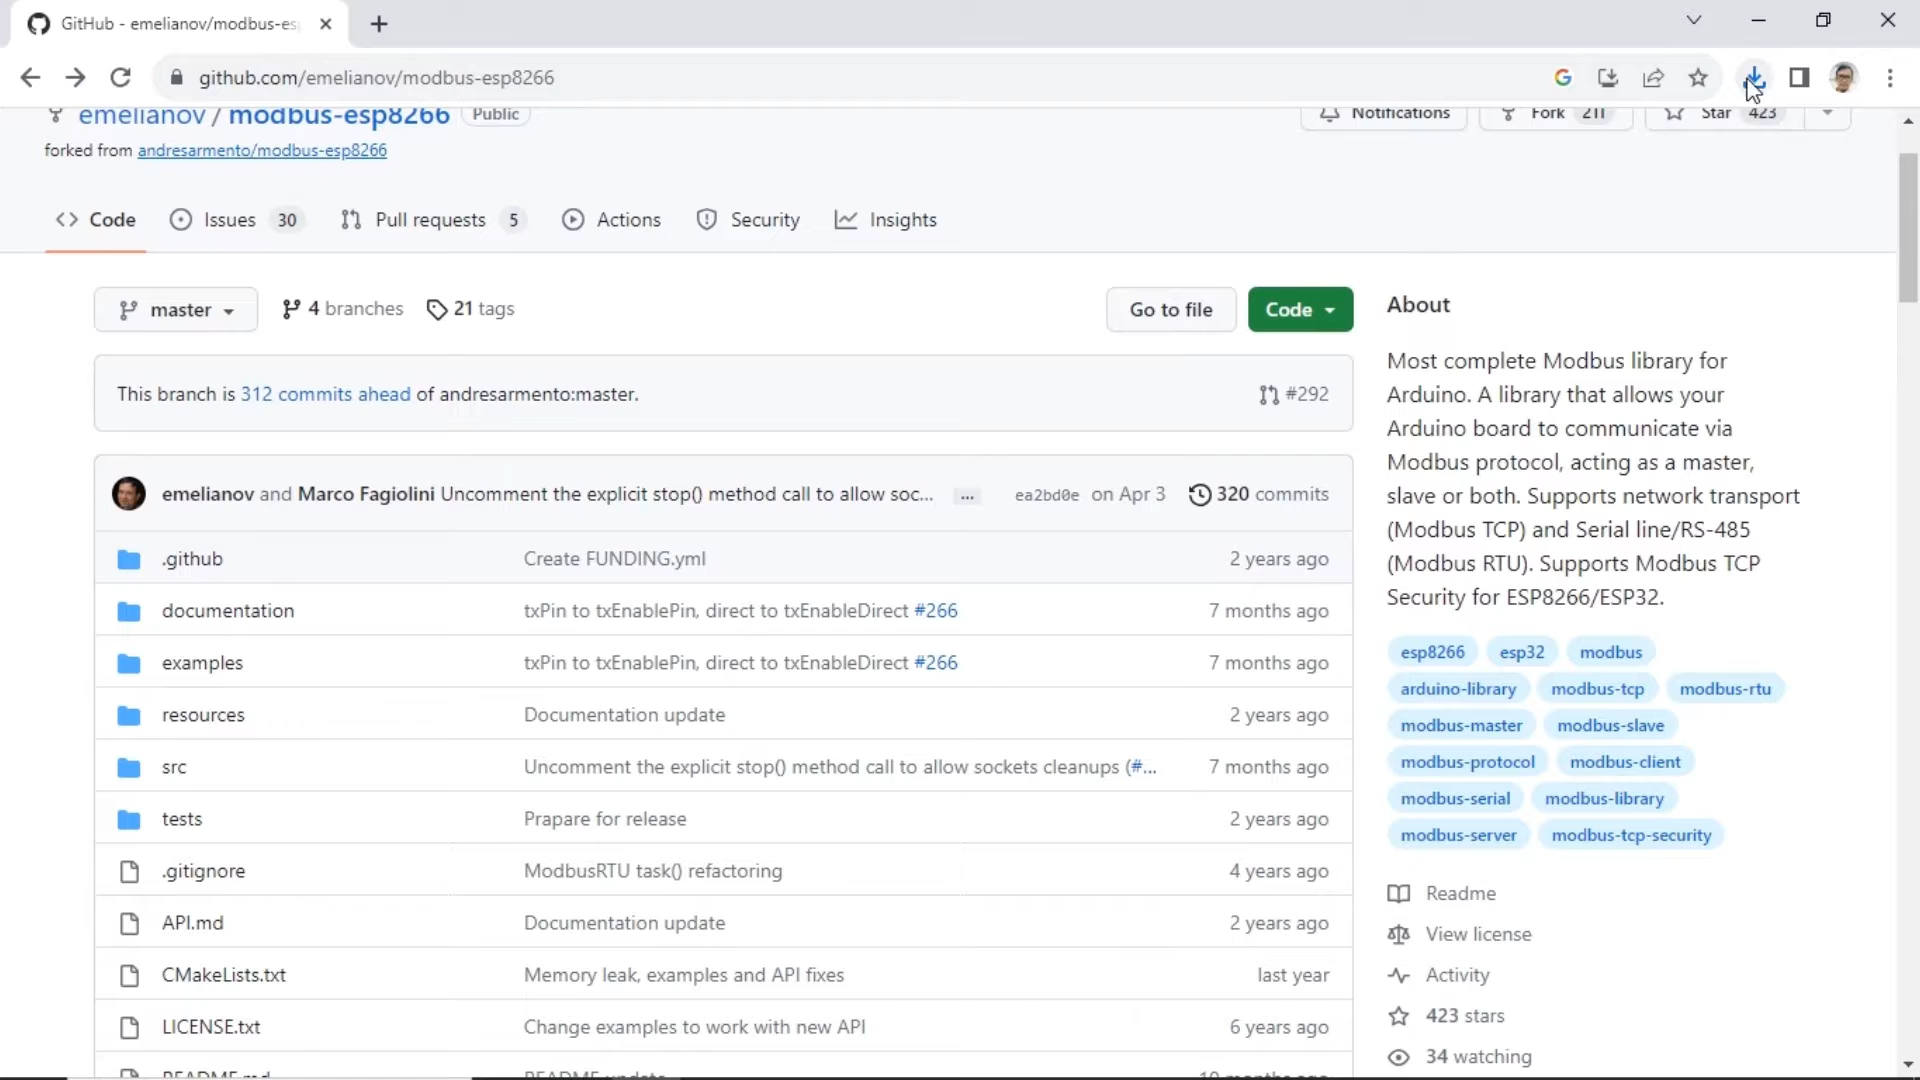 GitHub - emelianov/modbus-es
github.com/emelianov/modbus-esp8266
emelianov / modbus-esp8266 Public
Notifications Fork 211 Star 423
forked from andresarmento/modbus-esp8266
Code Issues 30 Pull requests 5 Actions Security Insights
master 4 branches 21 tags Go to file Code
This branch is 312 commits ahead of andresarmento:master. #292
emelianov and Marco Fagiolini Uncomment the explicit stop() method call to allow soc... ... ea2bd0e on Apr 3 320 commits
.github Create FUNDING.yml 2 years ago
documentation txPin to txEnablePin, direct to txEnableDirect #266 7 months ago
examples txPin to txEnablePin, direct to txEnableDirect #266 7 months ago
resources Documentation update 2 years ago
src Uncomment the explicit stop() method call to allow sockets cleanups (#... 7 months ago
tests Prapare for release 2 years ago
.gitignore ModbusRTU task() refactoring 4 years ago
API.md Documentation update 2 years ago
CMakeLists.txt Memory leak, examples and API fixes last year
LICENSE.txt Change examples to work with new API 6 years ago
README.md README update 10 months ago
About
Most complete Modbus library for
Arduino. A library that allows your
Arduino board to communicate via
Modbus protocol, acting as a master,
slave or both. Supports network transport
(Modbus TCP) and Serial line/RS-485
(Modbus RTU). Supports Modbus TCP
Security for ESP8266/ESP32.
esp8266 esp32 modbus
arduino-library modbus-tcp modbus-rtu
modbus-master modbus-slave
modbus-protocol modbus-client
modbus-serial modbus-library
modbus-server modbus-tcp-security
Readme
View license
Activity
423 stars
34 watching